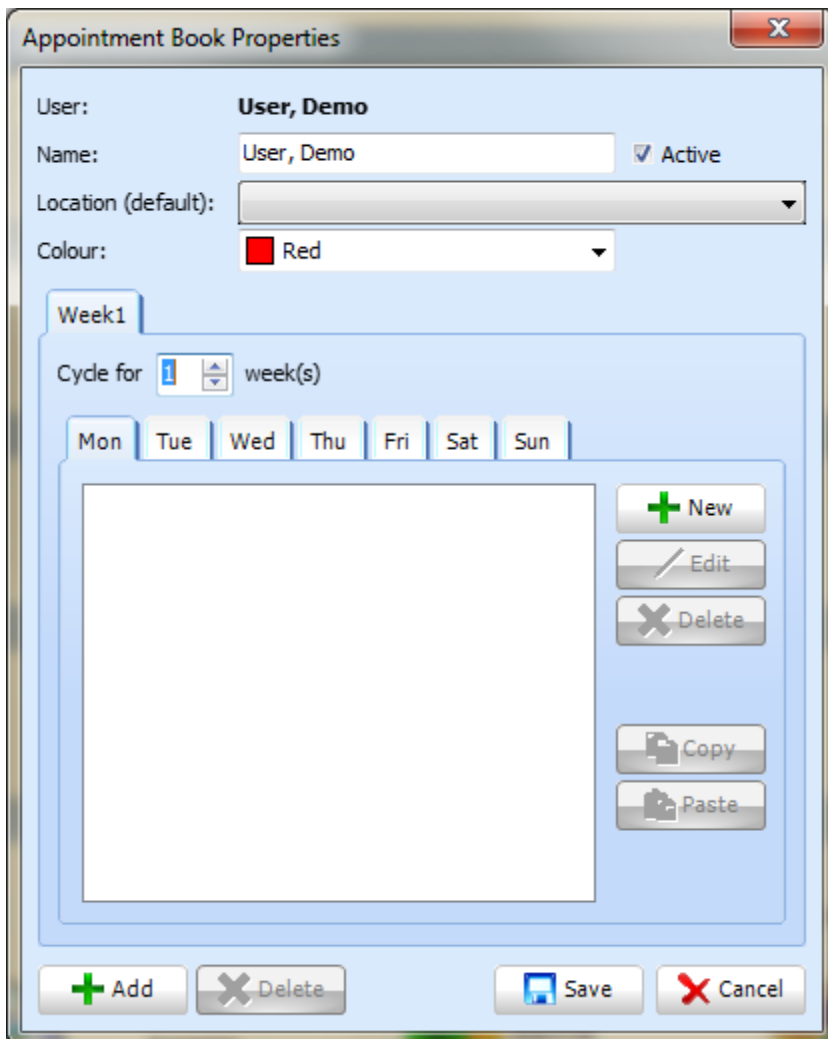 Appointment Book Properties
User: User, Demo
Name: User, Demo Active
Location (default):
Colour: Red
Week1
Cycle for 1 week(s)
Mon Tue Wed Thu Fri Sat Sun
New
Edit
Delete
Copy
Paste
Add Delete Save Cancel